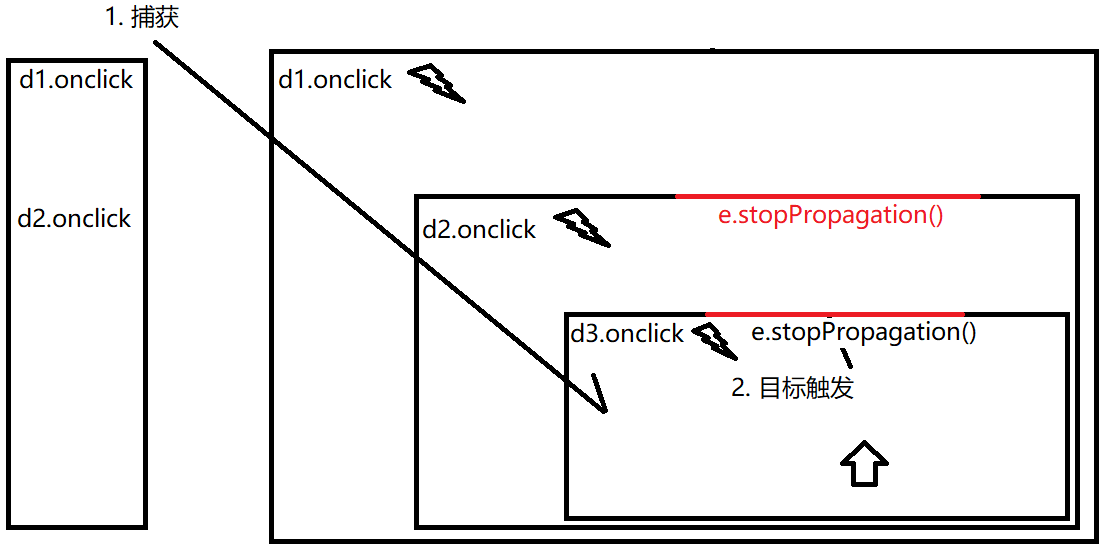 1. 捕获
d1.onclick
d2.onclick
d1.onclick
d2.onclick
e.stopPropagation()
d3.onclick
e.stopPropagation()
2. 目标触发